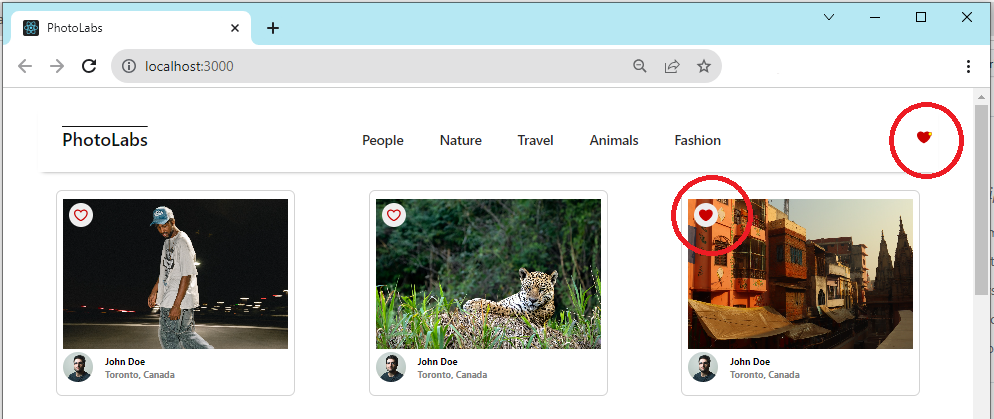 PhotoLabs
localhost:3000
PhotoLabs People Nature Travel Animals Fashion
John Doe
Toronto, Canada
John Doe
Toronto, Canada
John Doe
Toronto, Canada